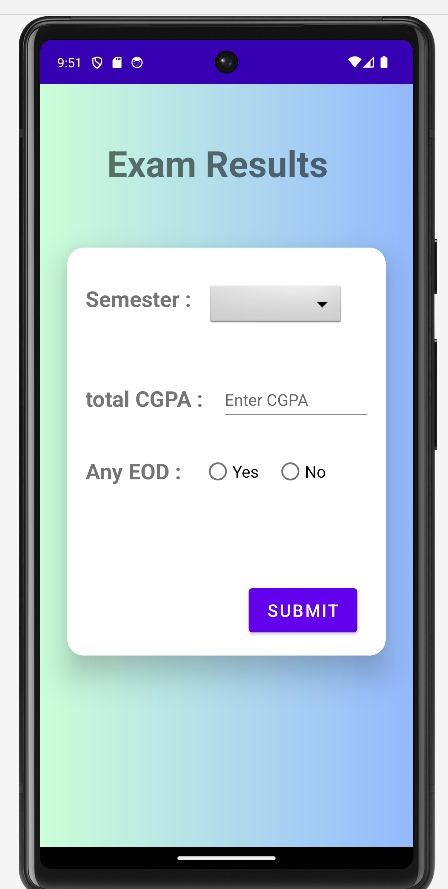 9:51
Exam Results
Semester :
total CGPA : Enter CGPA
Any EOD : Yes No
SUBMIT